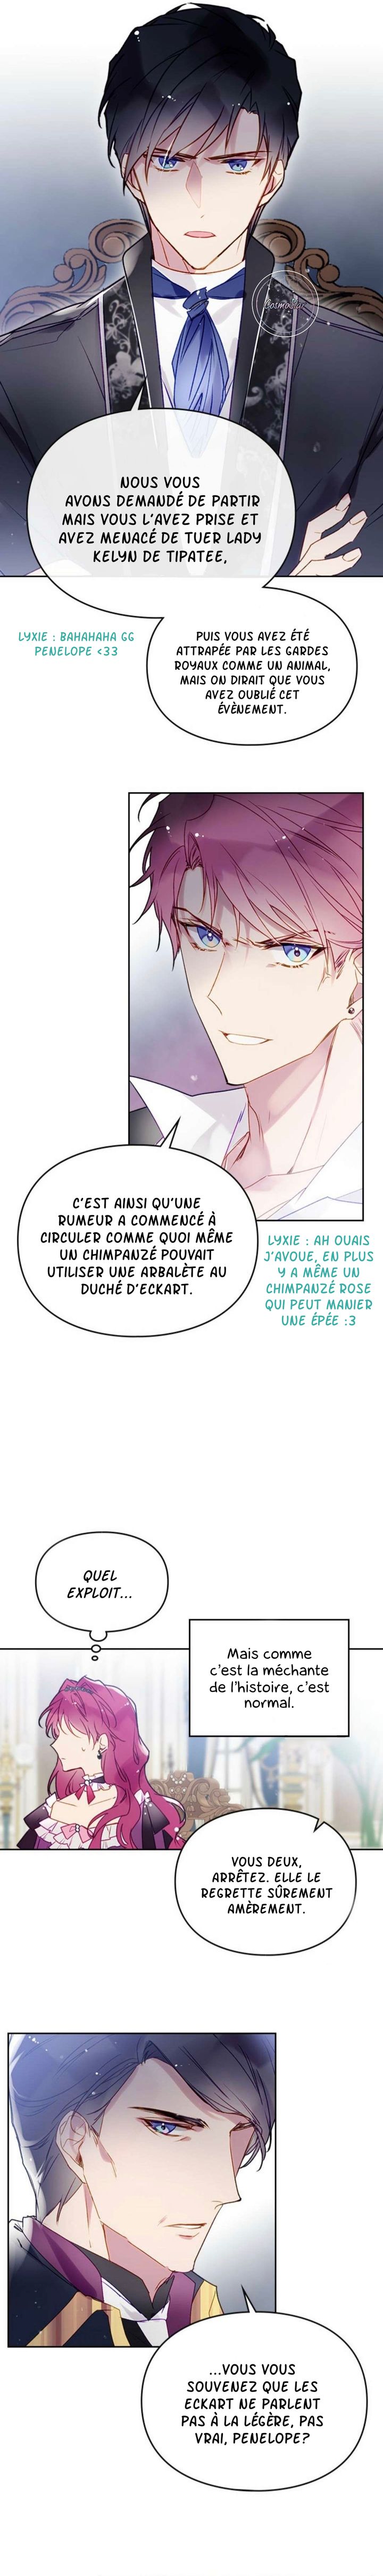 NOUS VOUS
AVONS DEMANDÉ DE PARTIR
MAIS VOUS L'AVEZ PRISE ET
AVEZ MENACÉ DE TUER LADY
KELYN DE TIPATEE,
LYXIE : BAHAHAHA GG
PENELOPE <33
PUIS VOUS AVEZ ÉTÉ
ATTRAPÉE PAR LES GARDES
ROYAUX COMME UN ANIMAL,
MAIS ON DIRAIT QUE VOUS
AVEZ OUBLIÉ CET
ÉVÈNEMENT.
C'EST AINSI QU'UNE
RUMEUR A COMMENCÉ À
CIRCULER COMME QUOI MÊME
UN CHIMPANZÉ POUVAIT
UTILISER UNE ARBALÈTE AU
DUCHÉ D'ECKART.
LYXIE : AH OUAIS
J'AVOUE, EN PLUS
Y A MÊME UN
CHIMPANZÉ ROSE
QUI PEUT MANIER
UNE ÉPÉE :3
QUEL
EXPLOIT...
Mais comme
c'est la méchante
de l'histoire, c'est
normal.
VOUS DEUX,
ARRÊTEZ. ELLE LE
REGRETTE SÛREMENT
AMÈREMENT.
...VOUS VOUS
SOUVENEZ QUE LES
ECKART NE PARLENT
PAS À LA LÉGÈRE, PAS
VRAI, PENELOPE?